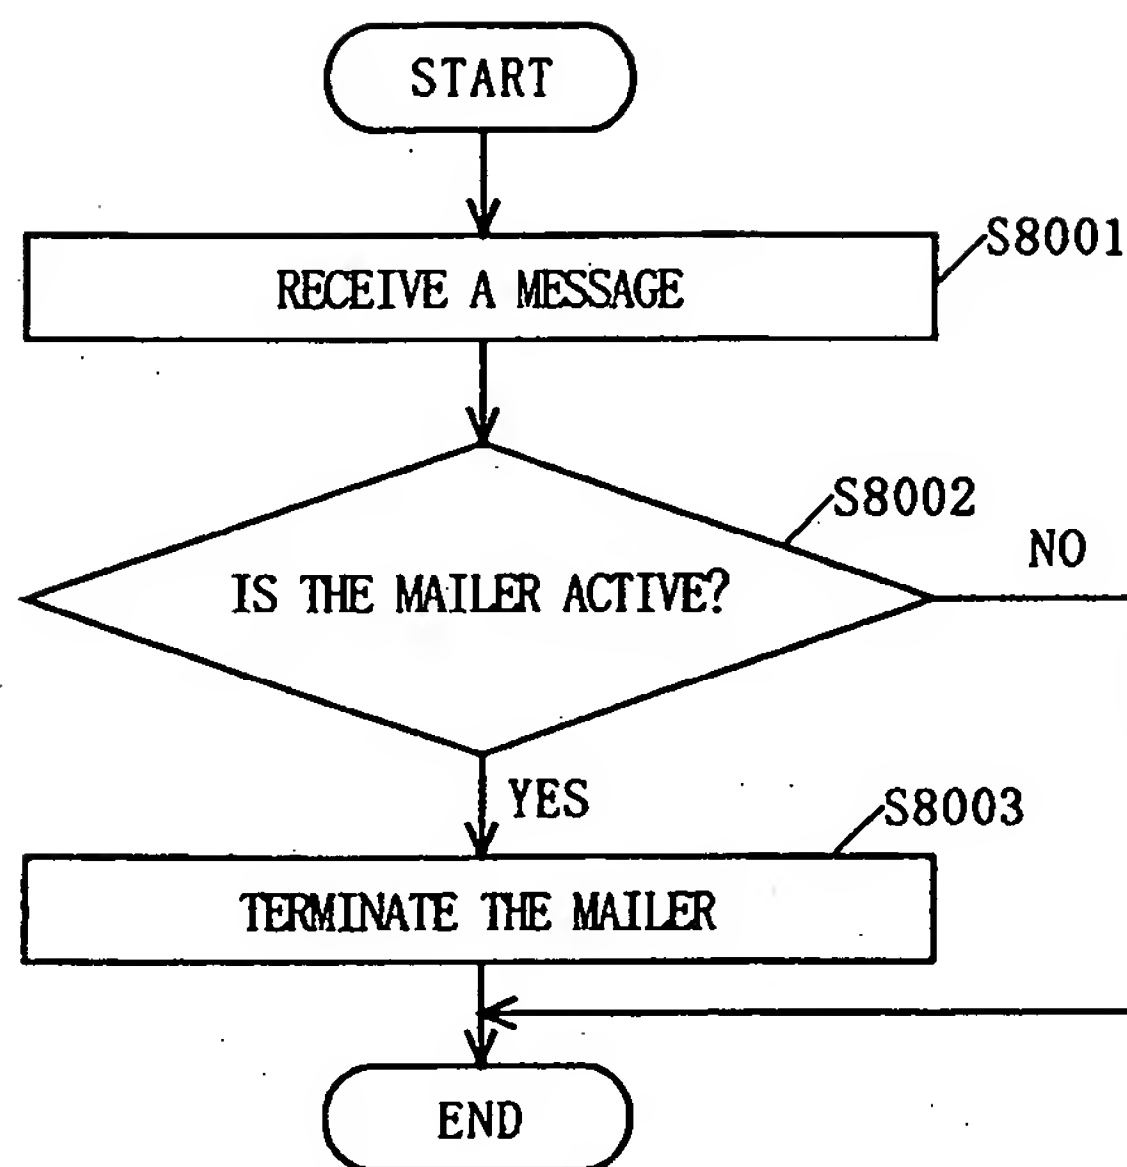 START
S8001
RECEIVE A MESSAGE
S8002
NO
IS THE MAILER ACTIVE?
YES
S8003
TERMINATE THE MAILER
END